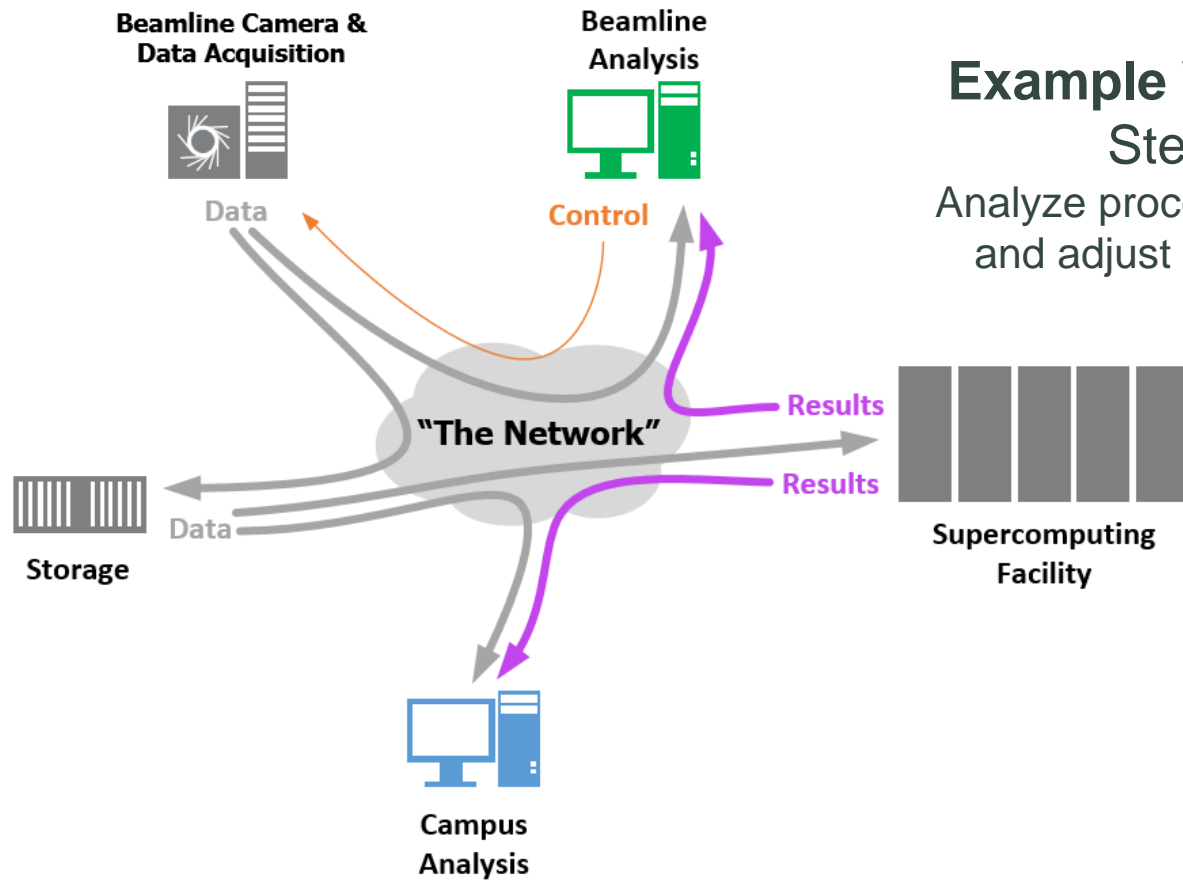 Beamline Camera &
Data Acquisition
Beamline
Analysis
Example
Ste
Analyze proce
and adjust
Data
Control
Results
"The Network"
Results
Data
Storage
Supercomputing
Facility
Campus
Analysis